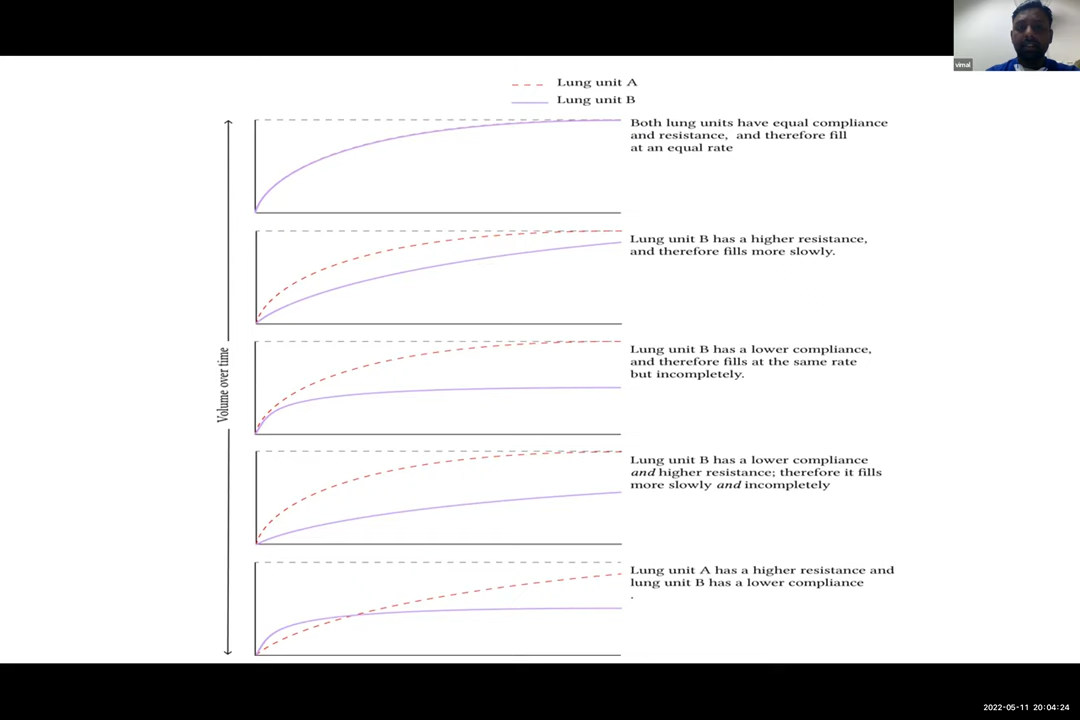 vimal
Lung unit A
Lung unit B
Both lung units have equal compliance
and resistance, and therefore fill
at an equal rate
Lung unit B has a higher resistance,
and therefore fills more slowly.
Volume over time
Lung unit B has a lower compliance,
and therefore fills at the same rate
but incompletely.
Lung unit B has a lower compliance
and higher resistance; therefore it fills
more slowly and incompletely
Lung unit A has a higher resistance and
lung unit B has a lower compliance
.
2022-05-11 20:04:24